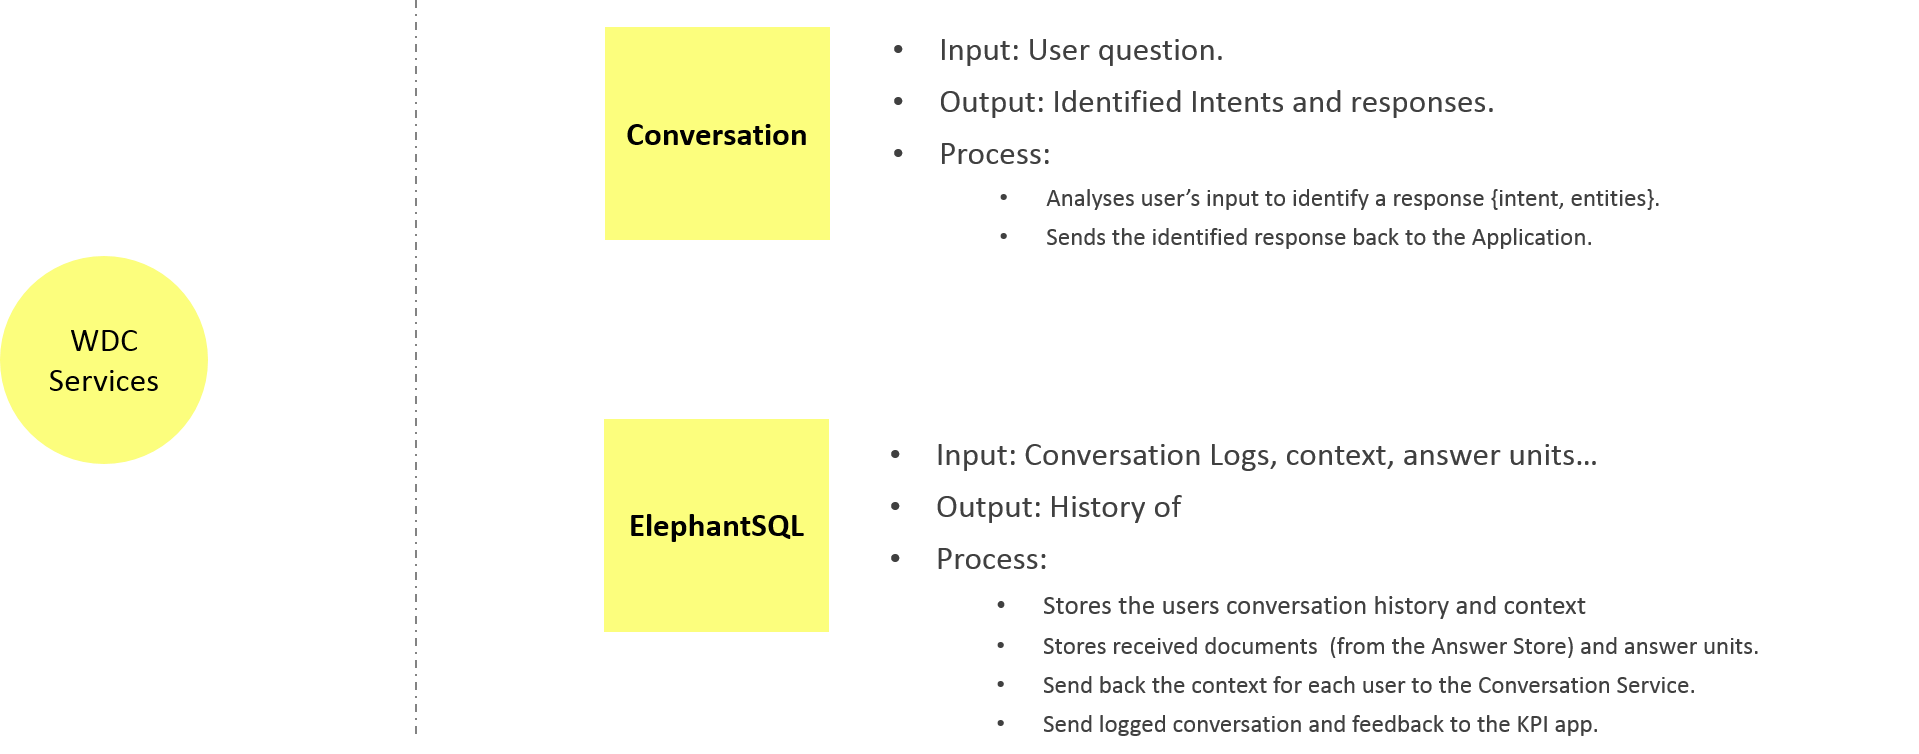 WDC
Services
Conversation
• Input: User question.
• Output: Identified Intents and responses.
• Process:
• Analyses user’s input to identify a response {intent, entities}.
• Sends the identified response back to the Application.
ElephantSQL
• Input: Conversation Logs, context, answer units…
• Output: History of
• Process:
• Stores the users conversation history and context
• Stores received documents  (from the Answer Store) and answer units.
• Send back the context for each user to the Conversation Service.
• Send logged conversation and feedback to the KPI app.